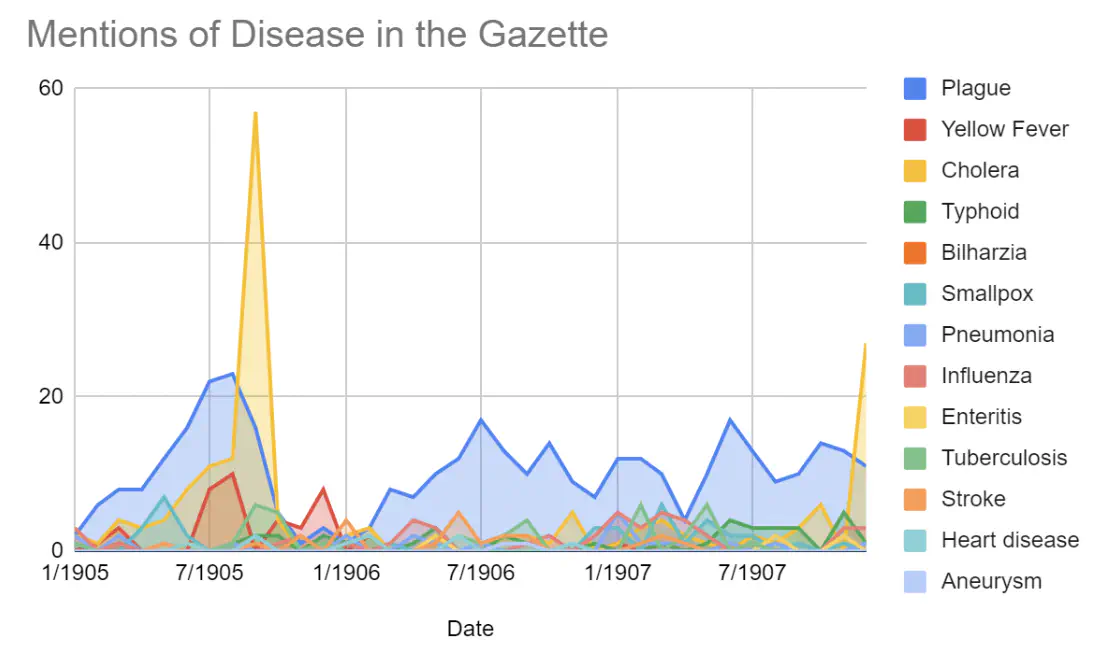 Mentions of Disease in the Gazette
60
40
20
0
1/1905
7/1905
1/1906
7/1906
1/1907
7/1907
Date
Plague
Yellow Fever
Cholera
Typhoid
Bilharzia
Smallpox
Pneumonia
Influenza
Enteritis
Tuberculosis
Stroke
Heart disease
Aneurysm